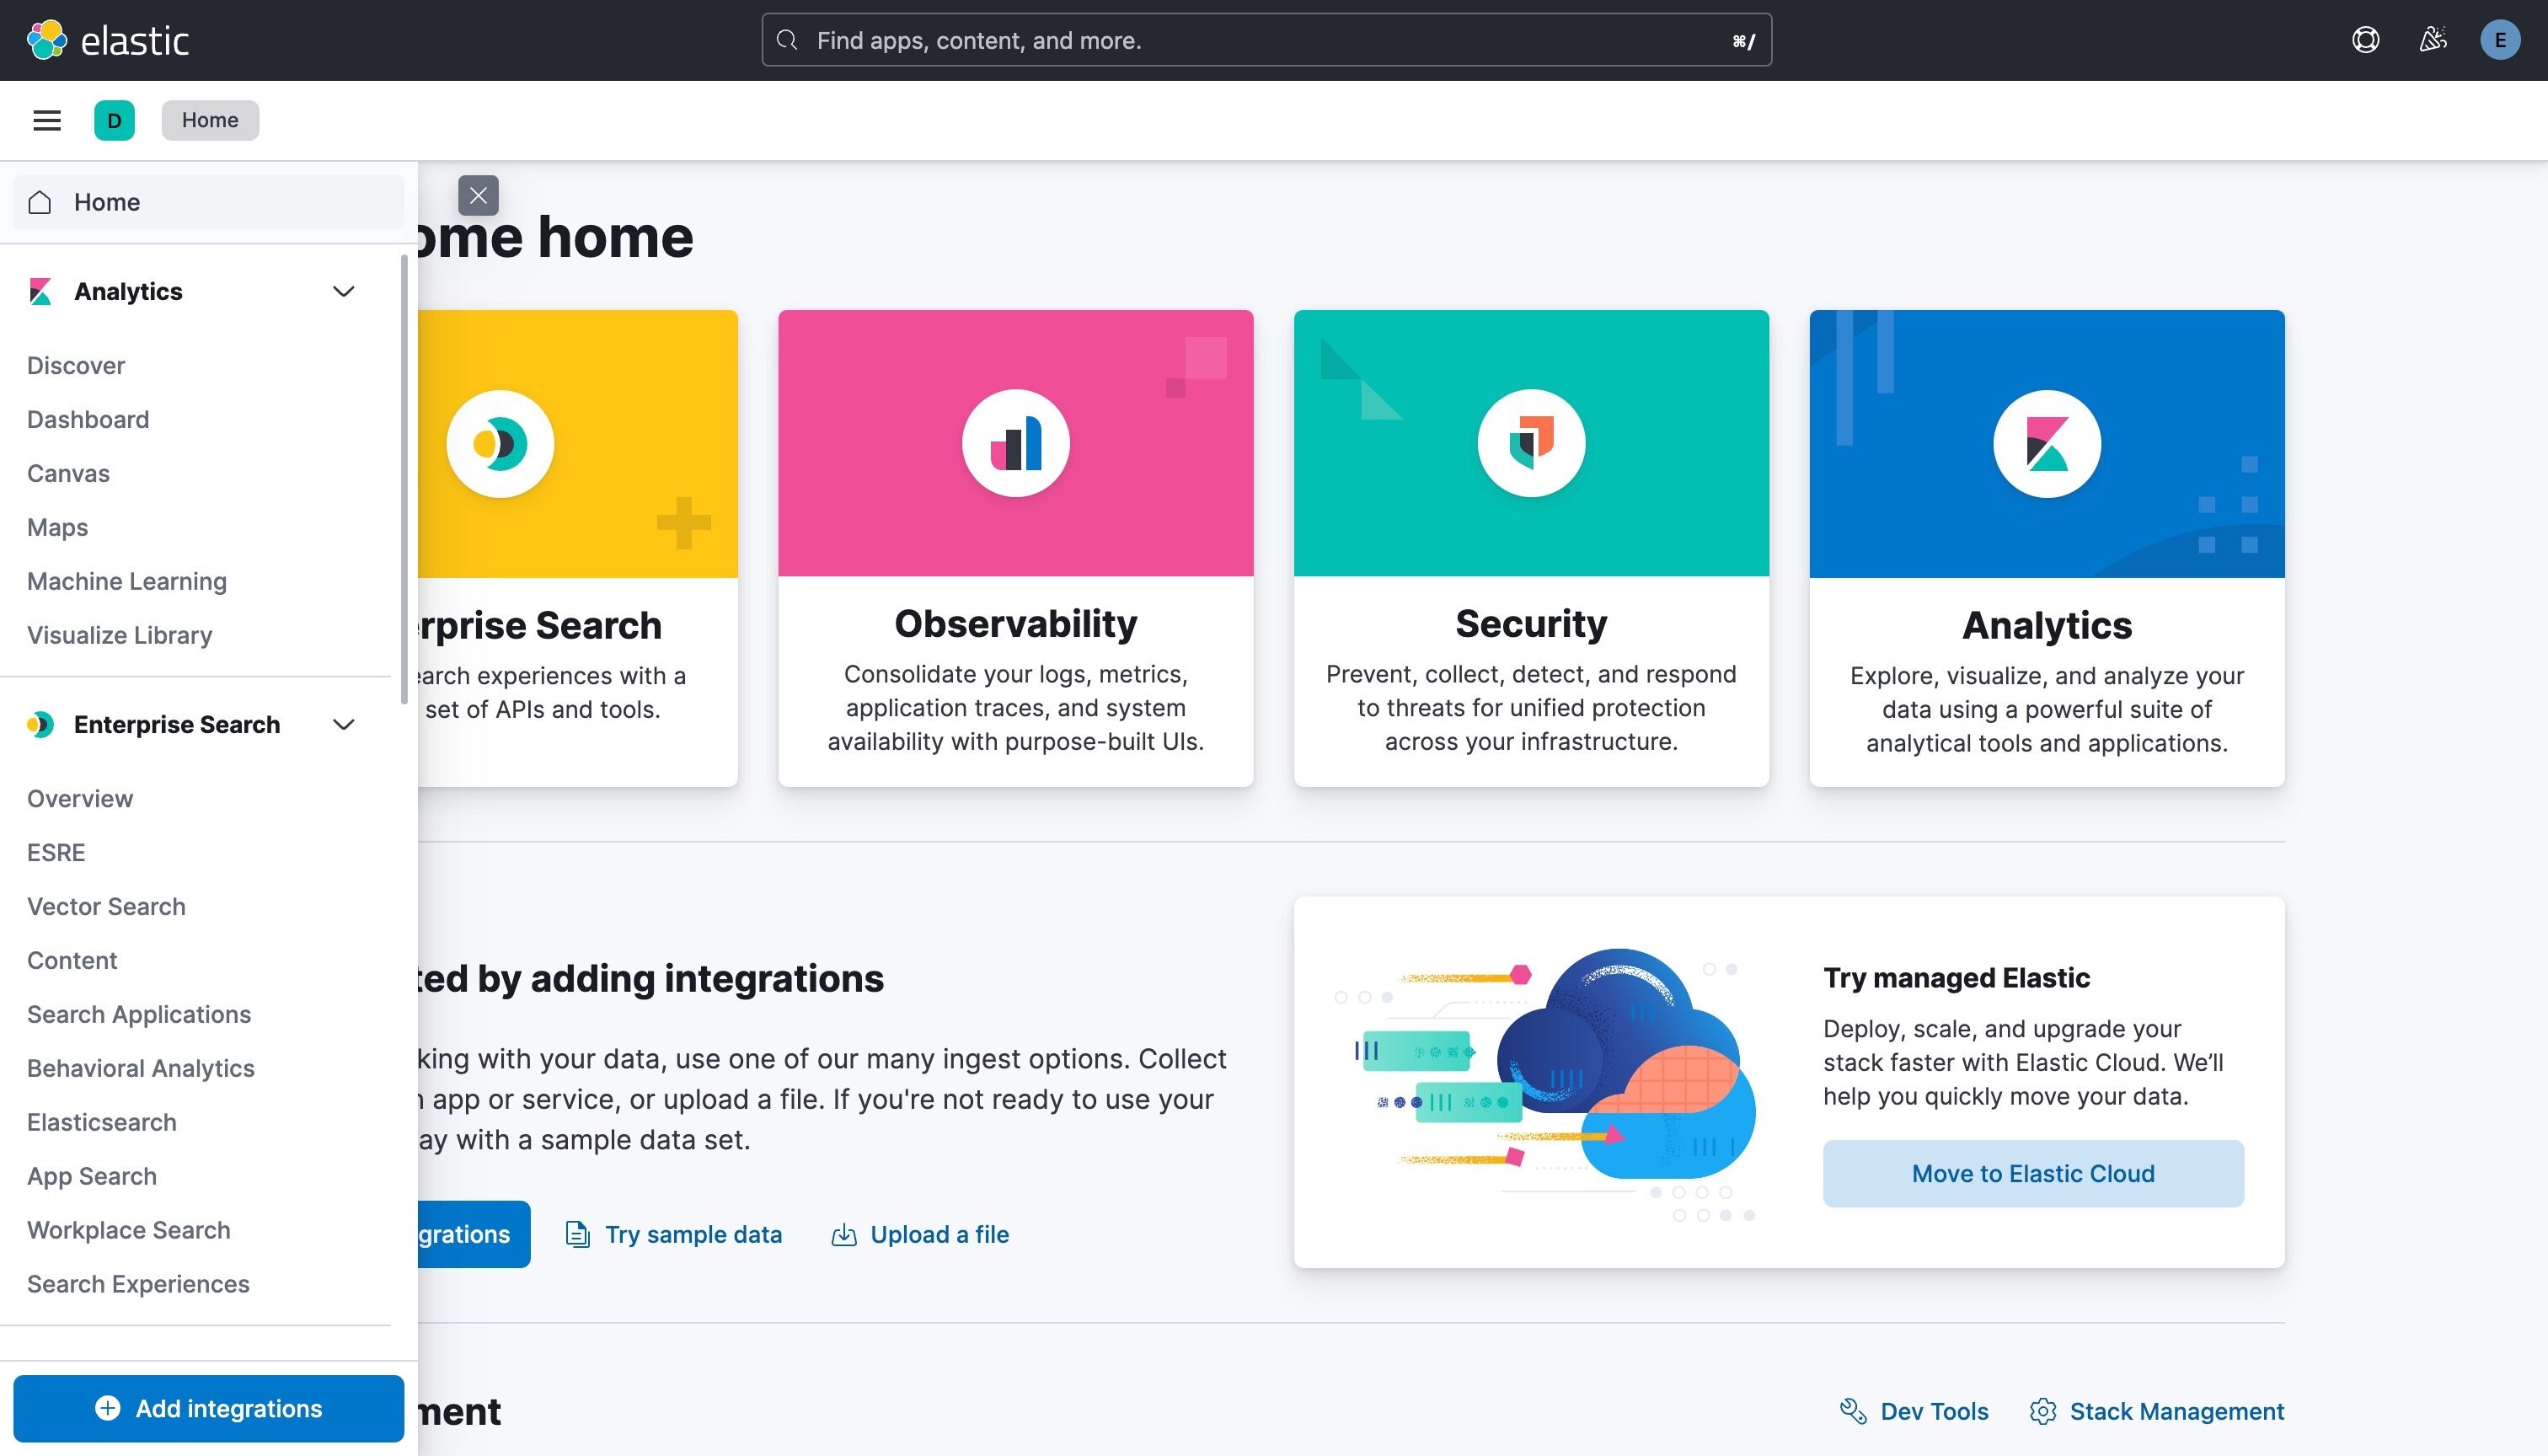 elastic
Find apps, content, and more.
⌘/
E
D
Home
Home
ome home
Analytics
Discover
Dashboard
Canvas
Maps
Machine Learning
Visualize Library
Enterprise Search
Overview
ESRE
Vector Search
Content
Search Applications
Behavioral Analytics
Elasticsearch
App Search
Workplace Search
Search Experiences
Add integrations
rprise Search
earch experiences with a
set of APIs and tools.
Observability
Consolidate your logs, metrics,
application traces, and system
availability with purpose-built UIs.
Security
Prevent, collect, detect, and respond
to threats for unified protection
across your infrastructure.
Analytics
Explore, visualize, and analyze your
data using a powerful suite of
analytical tools and applications.
ted by adding integrations
king with your data, use one of our many ingest options. Collect
n app or service, or upload a file. If you're not ready to use your
ay with a sample data set.
grations
Try sample data
Upload a file
Try managed Elastic
Deploy, scale, and upgrade your
stack faster with Elastic Cloud. We’ll
help you quickly move your data.
Move to Elastic Cloud
ment
Dev Tools
Stack Management